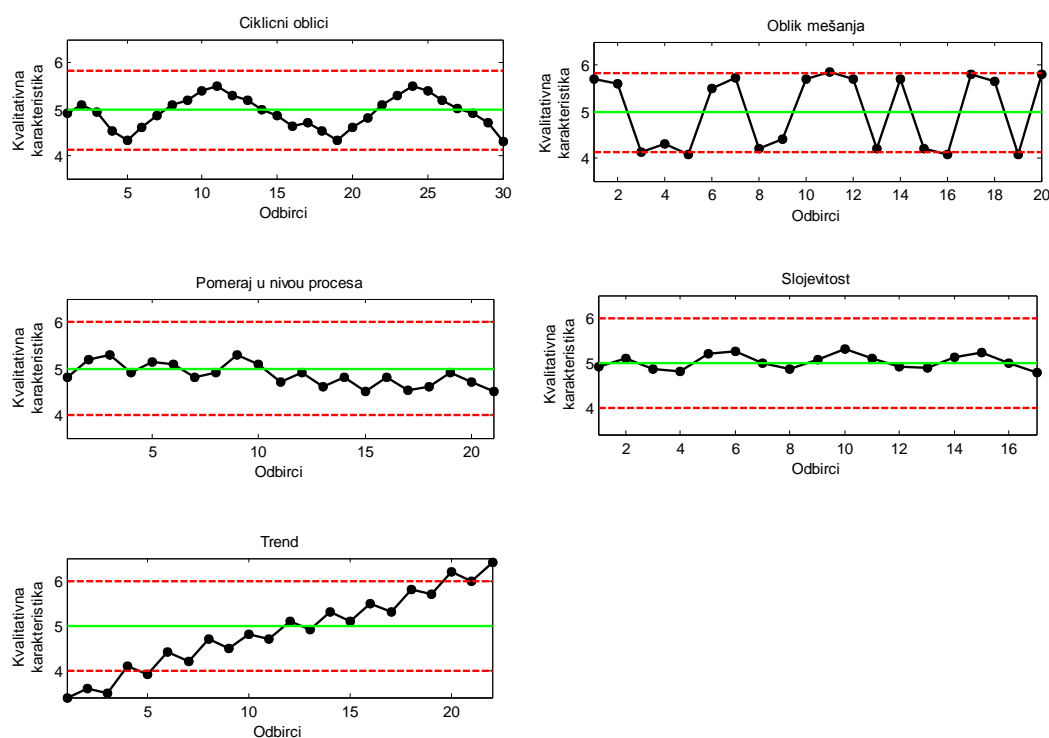 Ciklicni oblici
Kvalitativna
karakteristika
6
5
4
5
10
15
20
25
30
Odbirci
Oblik mešanja
Kvalitativna
karakteristika
6
5
4
2
4
6
8
10
12
14
16
18
20
Odbirci
Pomeraj u nivou procesa
Kvalitativna
karakteristika
6
5
4
5
10
15
20
Odbirci
Slojevitost
Kvalitativna
karakteristika
6
5
4
2
4
6
8
10
12
14
16
Odbirci
Trend
Kvalitativna
karakteristika
6
5
4
5
10
15
20
Odbirci